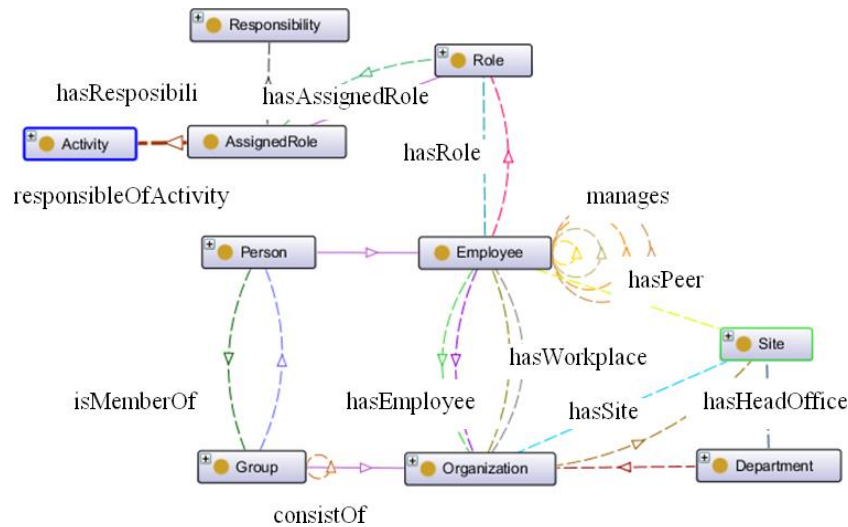 Responsibility
Role
hasResposibili
hasAssignedRole
Activity
AssignedRole
hasRole
responsibleOfActivity
manages
Person
Employee
hasPeer
Site
hasWorkplace
isMemberOf
hasEmployee
hasSite
hasHeadOffice
Group
Organization
Department
consistOf